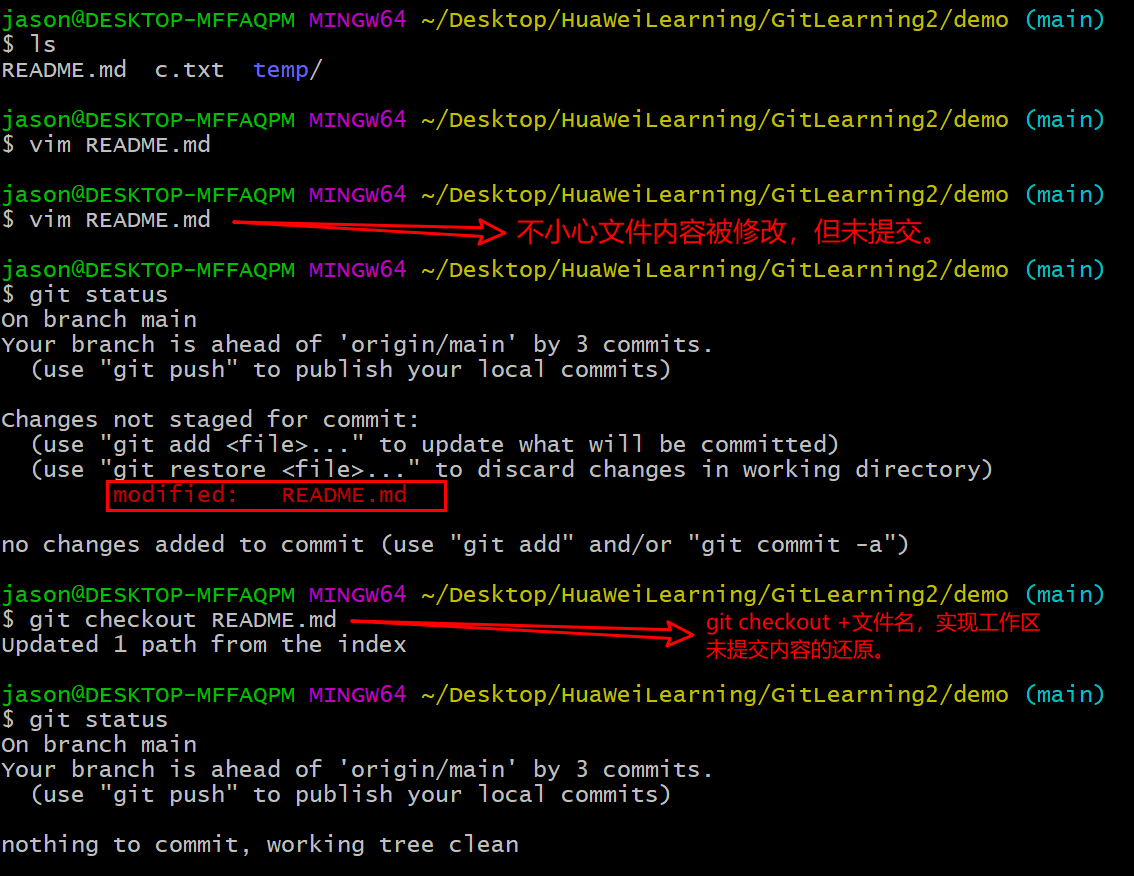 jason@DESKTOP-MFFAQPM MINGW64 ~/Desktop/HuaWeiLearning/GitLearning2/demo (main)
$ ls
README.md  c.txt  temp/
jason@DESKTOP-MFFAQPM MINGW64 ~/Desktop/HuaWeiLearning/GitLearning2/demo (main)
$ vim README.md
jason@DESKTOP-MFFAQPM MINGW64 ~/Desktop/HuaWeiLearning/GitLearning2/demo (main)
$ vim README.md
不小心文件内容被修改，但未提交。
jason@DESKTOP-MFFAQPM MINGW64 ~/Desktop/HuaWeiLearning/GitLearning2/demo (main)
$ git status
On branch main
Your branch is ahead of 'origin/main' by 3 commits.
  (use "git push" to publish your local commits)
Changes not staged for commit:
  (use "git add <file>..." to update what will be committed)
  (use "git restore <file>..." to discard changes in working directory)
        modified:   README.md
no changes added to commit (use "git add" and/or "git commit -a")
jason@DESKTOP-MFFAQPM MINGW64 ~/Desktop/HuaWeiLearning/GitLearning2/demo (main)
$ git checkout README.md
git checkout +文件名，实现工作区
未提交内容的还原。
Updated 1 path from the index
jason@DESKTOP-MFFAQPM MINGW64 ~/Desktop/HuaWeiLearning/GitLearning2/demo (main)
$ git status
On branch main
Your branch is ahead of 'origin/main' by 3 commits.
  (use "git push" to publish your local commits)
nothing to commit, working tree clean